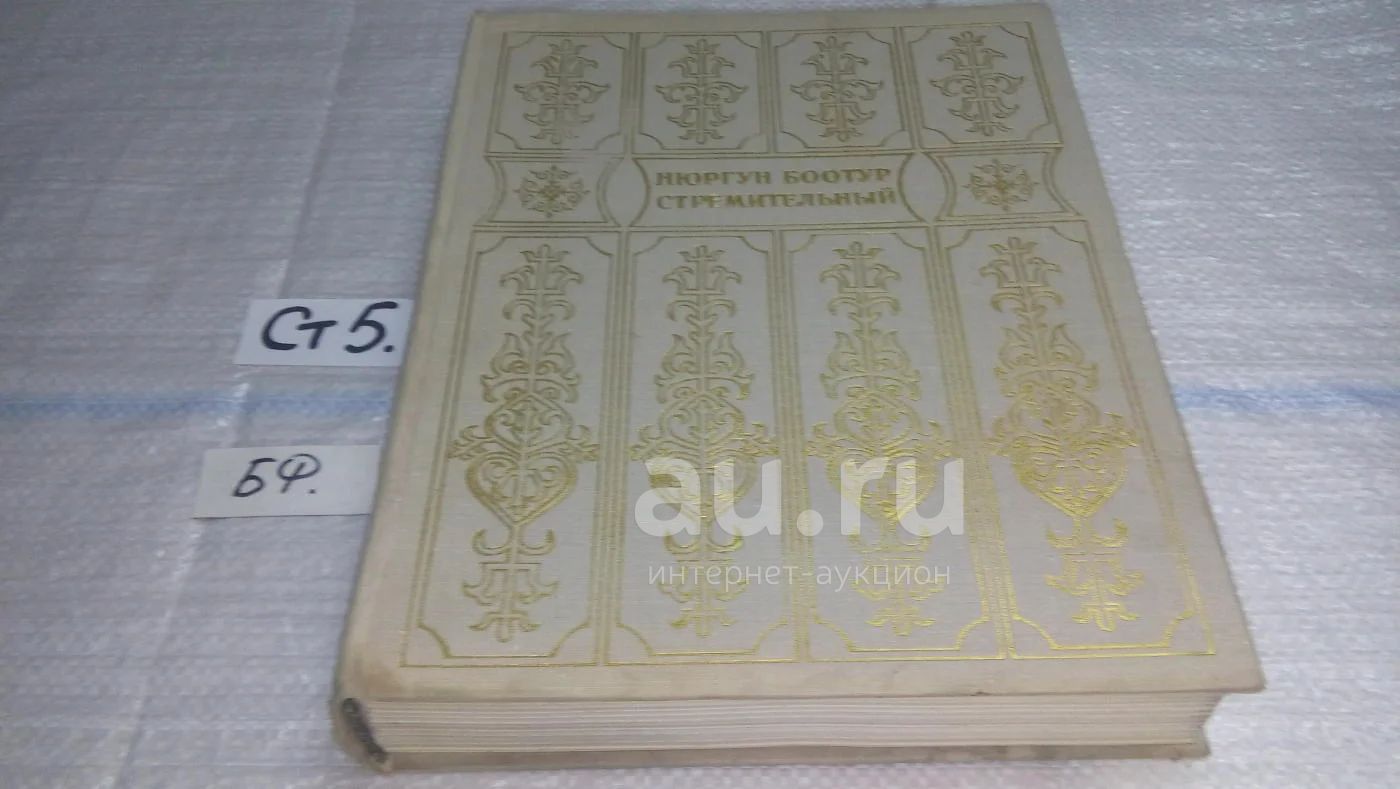 НЮРГУН БООТУР
СТРЕМИТЕЛЬНЫЙ
Ст 5.
БФ.
au.ru
интернет-аукцион